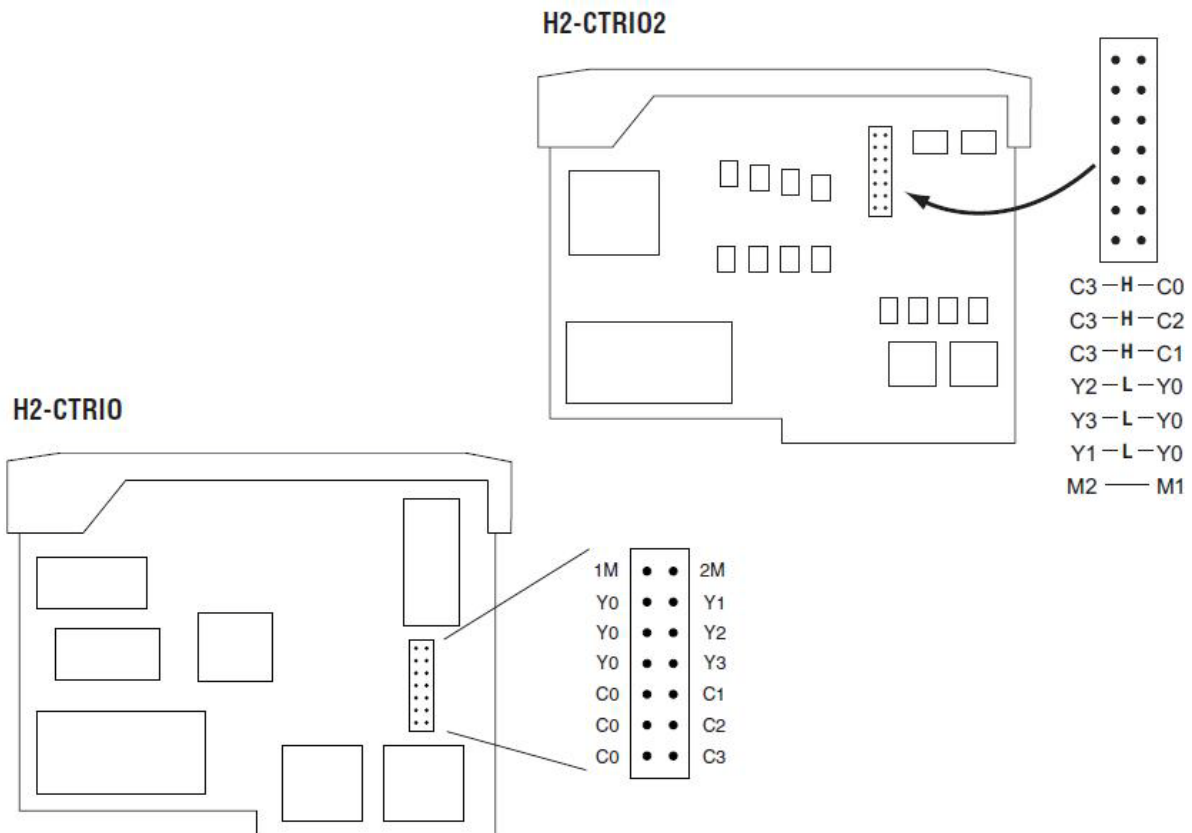 H2-CTRIO2
C3 — H — C0
C3 — H — C2
C3 — H — C1
Y2 — L — Y0
Y3 — L — Y0
Y1 — L — Y0
M2 — M1
H2-CTRIO
1M 2M
Y0 Y1
Y0 Y2
Y0 Y3
C0 C1
C0 C2
C0 C3